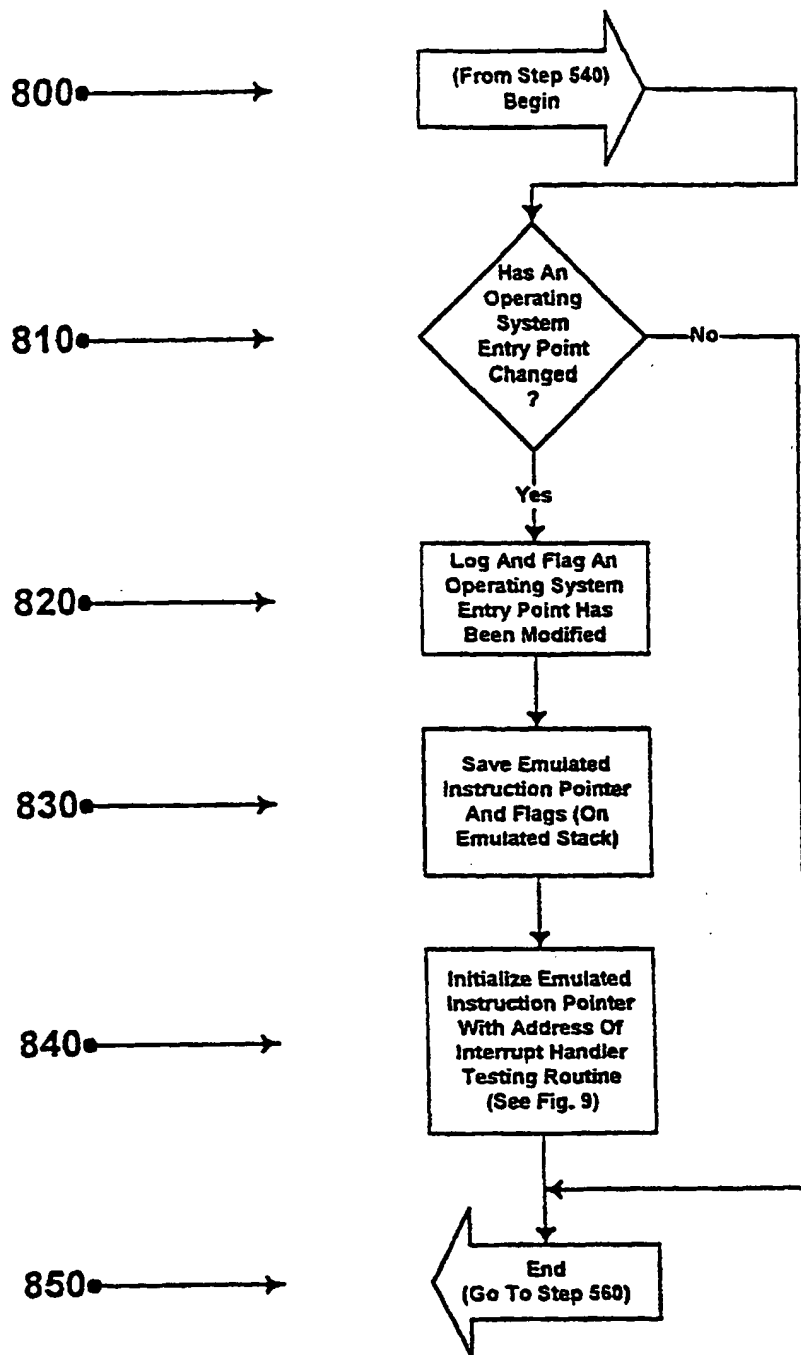 800
(From Step 540)
Begin
810
Has An
Operating
System
Entry Point
Changed
?
No
Yes
820
Log And Flag An
Operating System
Entry Point Has
Been Modified
830
Save Emulated
Instruction Pointer
And Flags (On
Emulated Stack)
840
Initialize Emulated
Instruction Pointer
With Address Of
Interrupt Handler
Testing Routine
(See Fig. 9)
850
End
(Go To Step 560)